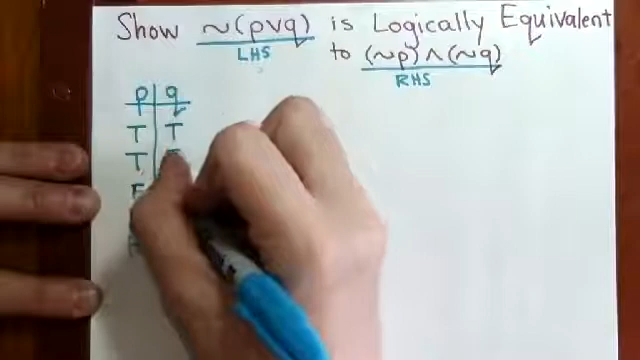 Show ~(p∨q) is Logically Equivalent
LHS
to (~p)∧(~q)
RHS
p q
T T
T
F